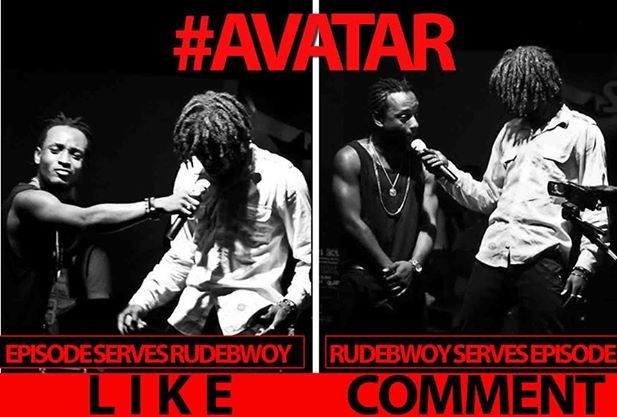 #AVATAR
EPISODE SERVES RUDEBWOY
RUDEBWOY SERVES EPISODE
LIKE
COMMENT